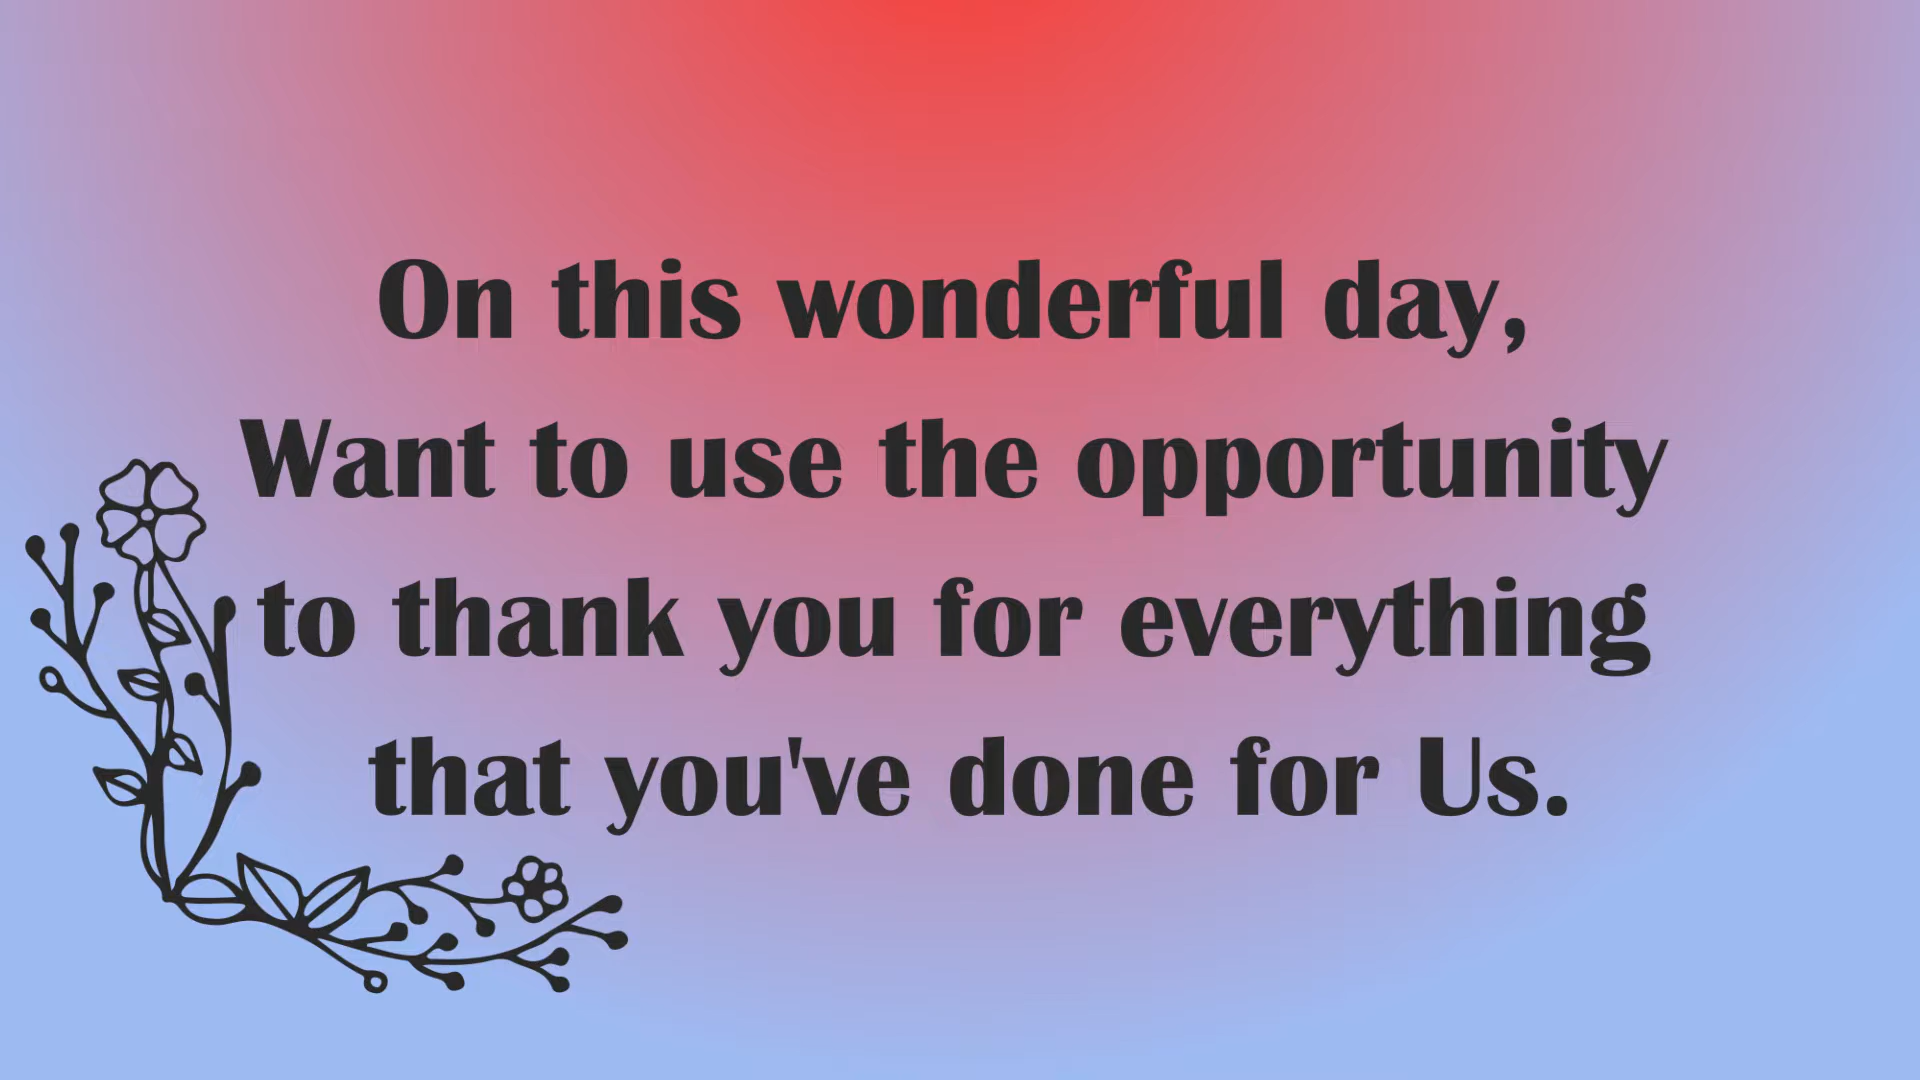 On this wonderful day,
Want to use the opportunity
to thank you for everything
that you've done for Us.